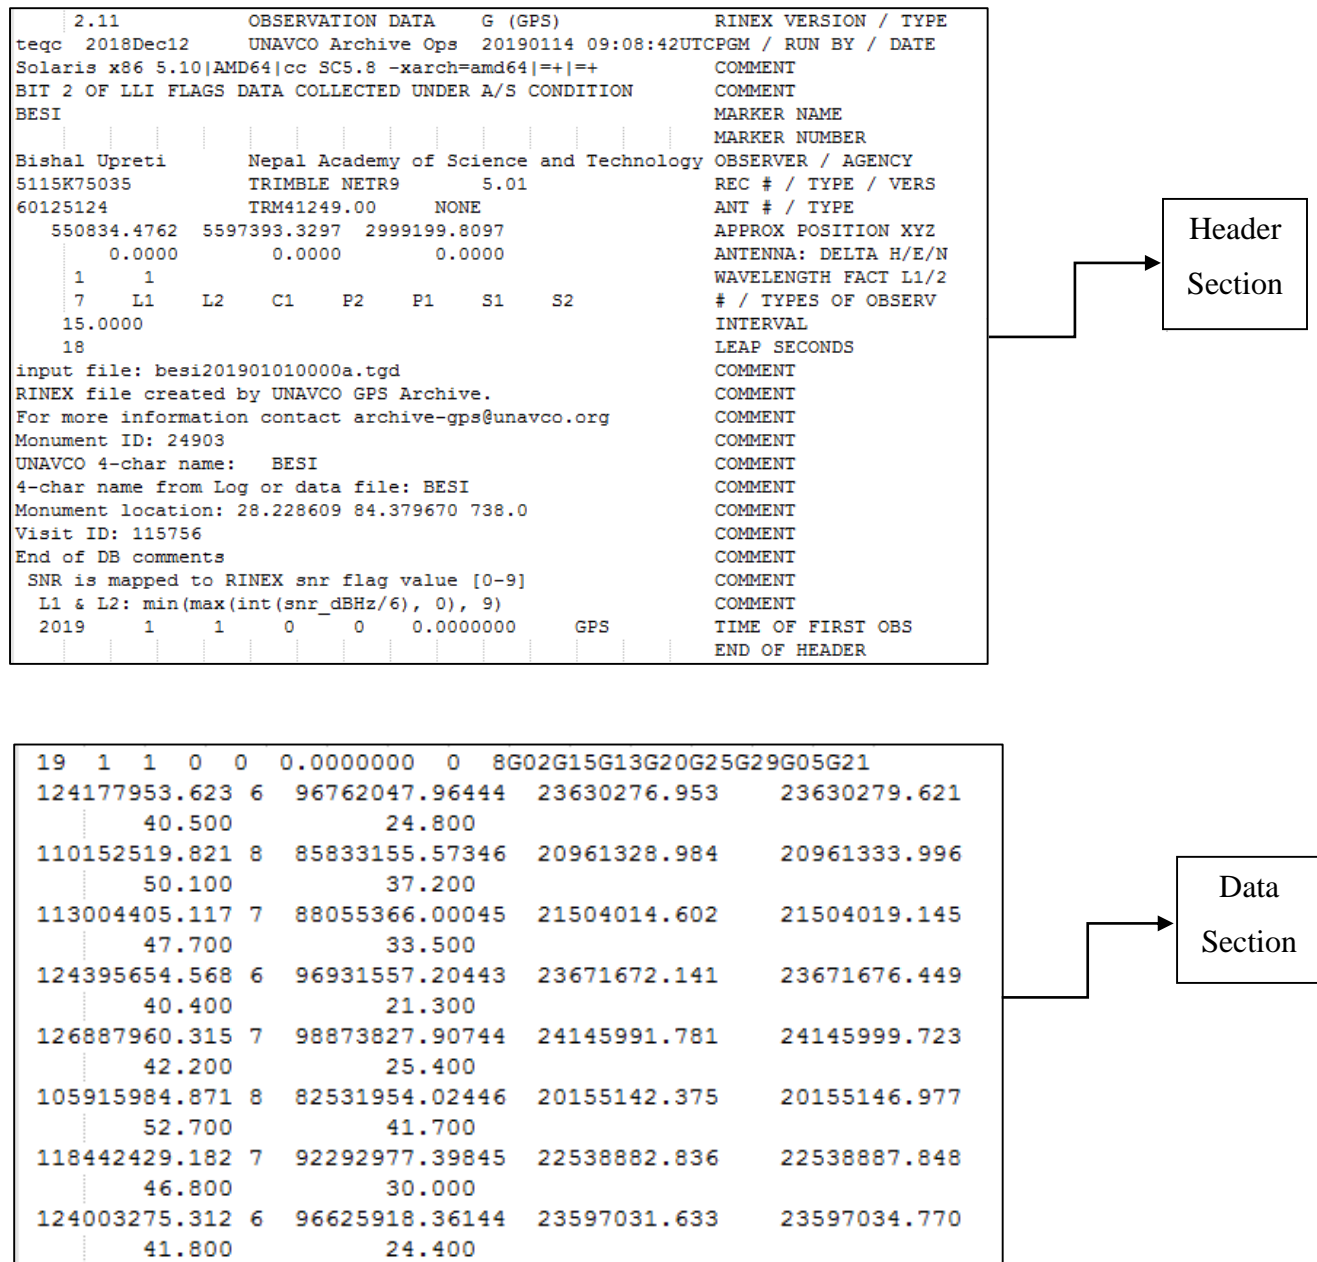 2.11 OBSERVATION DATA G (GPS) RINEX VERSION / TYPE
teqc 2018Dec12 UNAVCO Archive Ops 20190114 09:08:42UTCPGM / RUN BY / DATE
Solaris x86 5.10|AMD64|cc SC5.8 -xarch=amd64|=+|=+ COMMENT
BIT 2 OF LLI FLAGS DATA COLLECTED UNDER A/S CONDITION COMMENT
BESI MARKER NAME
MARKER NUMBER
Bishal Upreti Nepal Academy of Science and Technology OBSERVER / AGENCY
5115K75035 TRIMBLE NETR9 5.01 REC # / TYPE / VERS
60125124 TRM41249.00 NONE ANT # / TYPE
550834.4762 5597393.3297 2999199.8097 APPROX POSITION XYZ
0.0000 0.0000 0.0000 ANTENNA: DELTA H/E/N
1 1 WAVELENGTH FACT L1/2
7 L1 L2 C1 P2 P1 S1 S2 # / TYPES OF OBSERV
15.0000 INTERVAL
18 LEAP SECONDS
input file: besi201901010000a.tgd COMMENT
RINEX file created by UNAVCO GPS Archive. COMMENT
For more information contact archive-gps@unavco.org COMMENT
Monument ID: 24903 COMMENT
UNAVCO 4-char name: BESI COMMENT
4-char name from Log or data file: BESI COMMENT
Monument location: 28.228609 84.379670 738.0 COMMENT
Visit ID: 115756 COMMENT
End of DB comments COMMENT
SNR is mapped to RINEX snr flag value [0-9] COMMENT
L1 & L2: min(max(int(snr_dBHz/6), 0), 9) COMMENT
2019 1 1 0 0 0.0000000 GPS TIME OF FIRST OBS
END OF HEADER
Header
Section
19 1 1 0 0 0.0000000 0 8G02G15G13G20G25G29G05G21
124177953.623 6 96762047.96444 23630276.953 23630279.621
40.500 24.800
110152519.821 8 85833155.57346 20961328.984 20961333.996
50.100 37.200
113004405.117 7 88055366.00045 21504014.602 21504019.145
47.700 33.500
124395654.568 6 96931557.20443 23671672.141 23671676.449
40.400 21.300
126887960.315 7 98873827.90744 24145991.781 24145999.723
42.200 25.400
105915984.871 8 82531954.02446 20155142.375 20155146.977
52.700 41.700
118442429.182 7 92292977.39845 22538882.836 22538887.848
46.800 30.000
124003275.312 6 96625918.36144 23597031.633 23597034.770
41.800 24.400
Data
Section